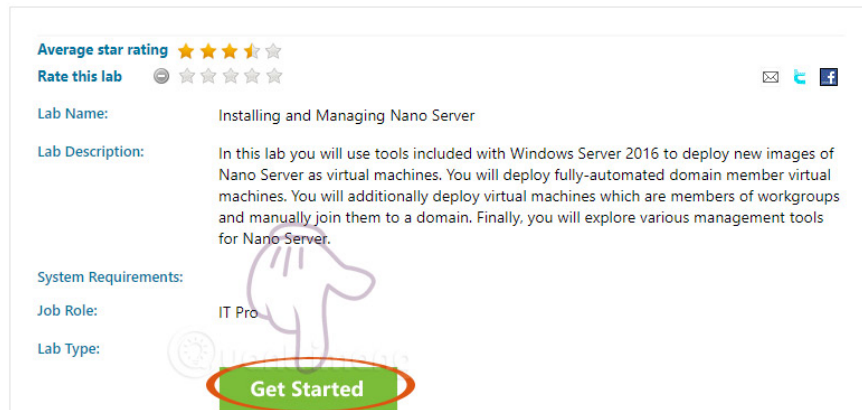 Average star rating
Rate this lab
Lab Name: Installing and Managing Nano Server
Lab Description: In this lab you will use tools included with Windows Server 2016 to deploy new images of
Nano Server as virtual machines. You will deploy fully-automated domain member virtual
machines. You will additionally deploy virtual machines which are members of workgroups
and manually join them to a domain. Finally, you will explore various management tools
for Nano Server.
System Requirements:
Job Role: IT Pro
Lab Type:
Get Started